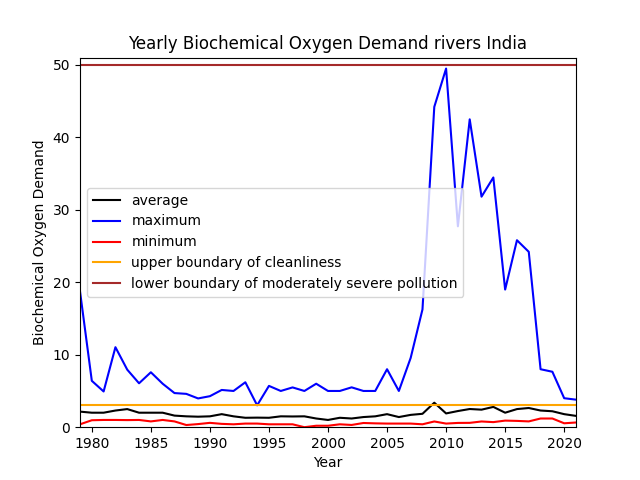 Yearly Biochemical Oxygen Demand rivers India
Biochemical Oxygen Demand
50
40
30
20
10
0
average
maximum
minimum
upper boundary of cleanliness
lower boundary of moderately severe pollution
1980 1985 1990 1995 2000 2005 2010 2015 2020
Year